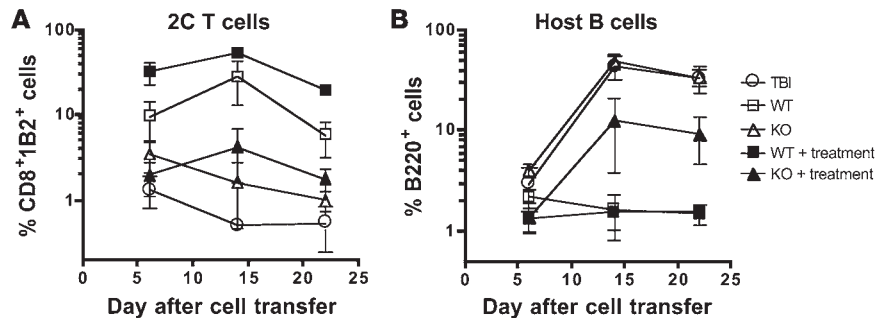 A
2C T cells
% CD8+1B2+ cells
100
10
1
0
5
10
15
20
25
Day after cell transfer
B
Host B cells
% B220+ cells
100
10
1
0
5
10
15
20
25
Day after cell transfer
TBI
WT
KO
WT + treatment
KO + treatment